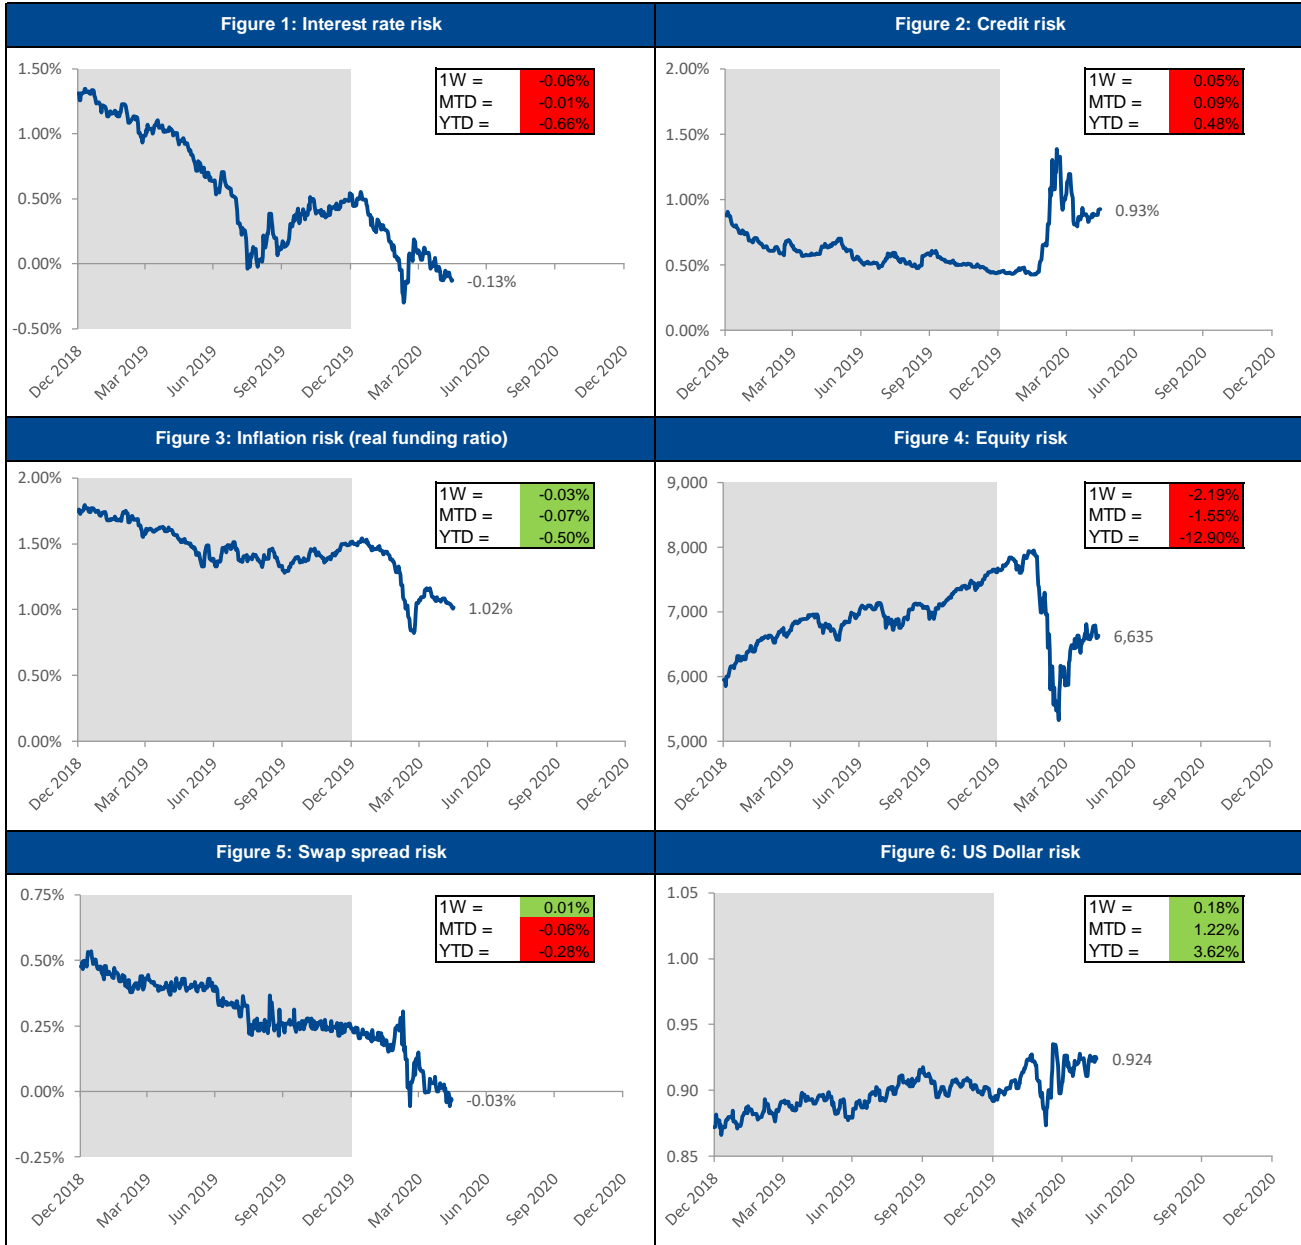 Figure 1: Interest rate risk
1.50%
1.00%
0.50%
0.00%
-0.50%
1W = -0.06%
MTD = -0.01%
YTD = -0.66%
-0.13%
Dec 2018 Mar 2019 Jun 2019 Sep 2019 Dec 2019 Mar 2020 Jun 2020 Sep 2020 Dec 2020
Figure 2: Credit risk
2.00%
1.50%
1.00%
0.50%
0.00%
1W = 0.05%
MTD = 0.09%
YTD = 0.48%
0.93%
Dec 2018 Mar 2019 Jun 2019 Sep 2019 Dec 2019 Mar 2020 Jun 2020 Sep 2020 Dec 2020
Figure 3: Inflation risk (real funding ratio)
2.00%
1.50%
1.00%
0.50%
0.00%
1W = -0.03%
MTD = -0.07%
YTD = -0.50%
1.02%
Dec 2018 Mar 2019 Jun 2019 Sep 2019 Dec 2019 Mar 2020 Jun 2020 Sep 2020 Dec 2020
Figure 4: Equity risk
9,000
8,000
7,000
6,000
5,000
1W = -2.19%
MTD = -1.55%
YTD = -12.90%
6,635
Dec 2018 Mar 2019 Jun 2019 Sep 2019 Dec 2019 Mar 2020 Jun 2020 Sep 2020 Dec 2020
Figure 5: Swap spread risk
0.75%
0.50%
0.25%
0.00%
-0.25%
1W = 0.01%
MTD = -0.06%
YTD = -0.28%
-0.03%
Dec 2018 Mar 2019 Jun 2019 Sep 2019 Dec 2019 Mar 2020 Jun 2020 Sep 2020 Dec 2020
Figure 6: US Dollar risk
1.05
1.00
0.95
0.90
0.85
1W = 0.18%
MTD = 1.22%
YTD = 3.62%
0.924
Dec 2018 Mar 2019 Jun 2019 Sep 2019 Dec 2019 Mar 2020 Jun 2020 Sep 2020 Dec 2020